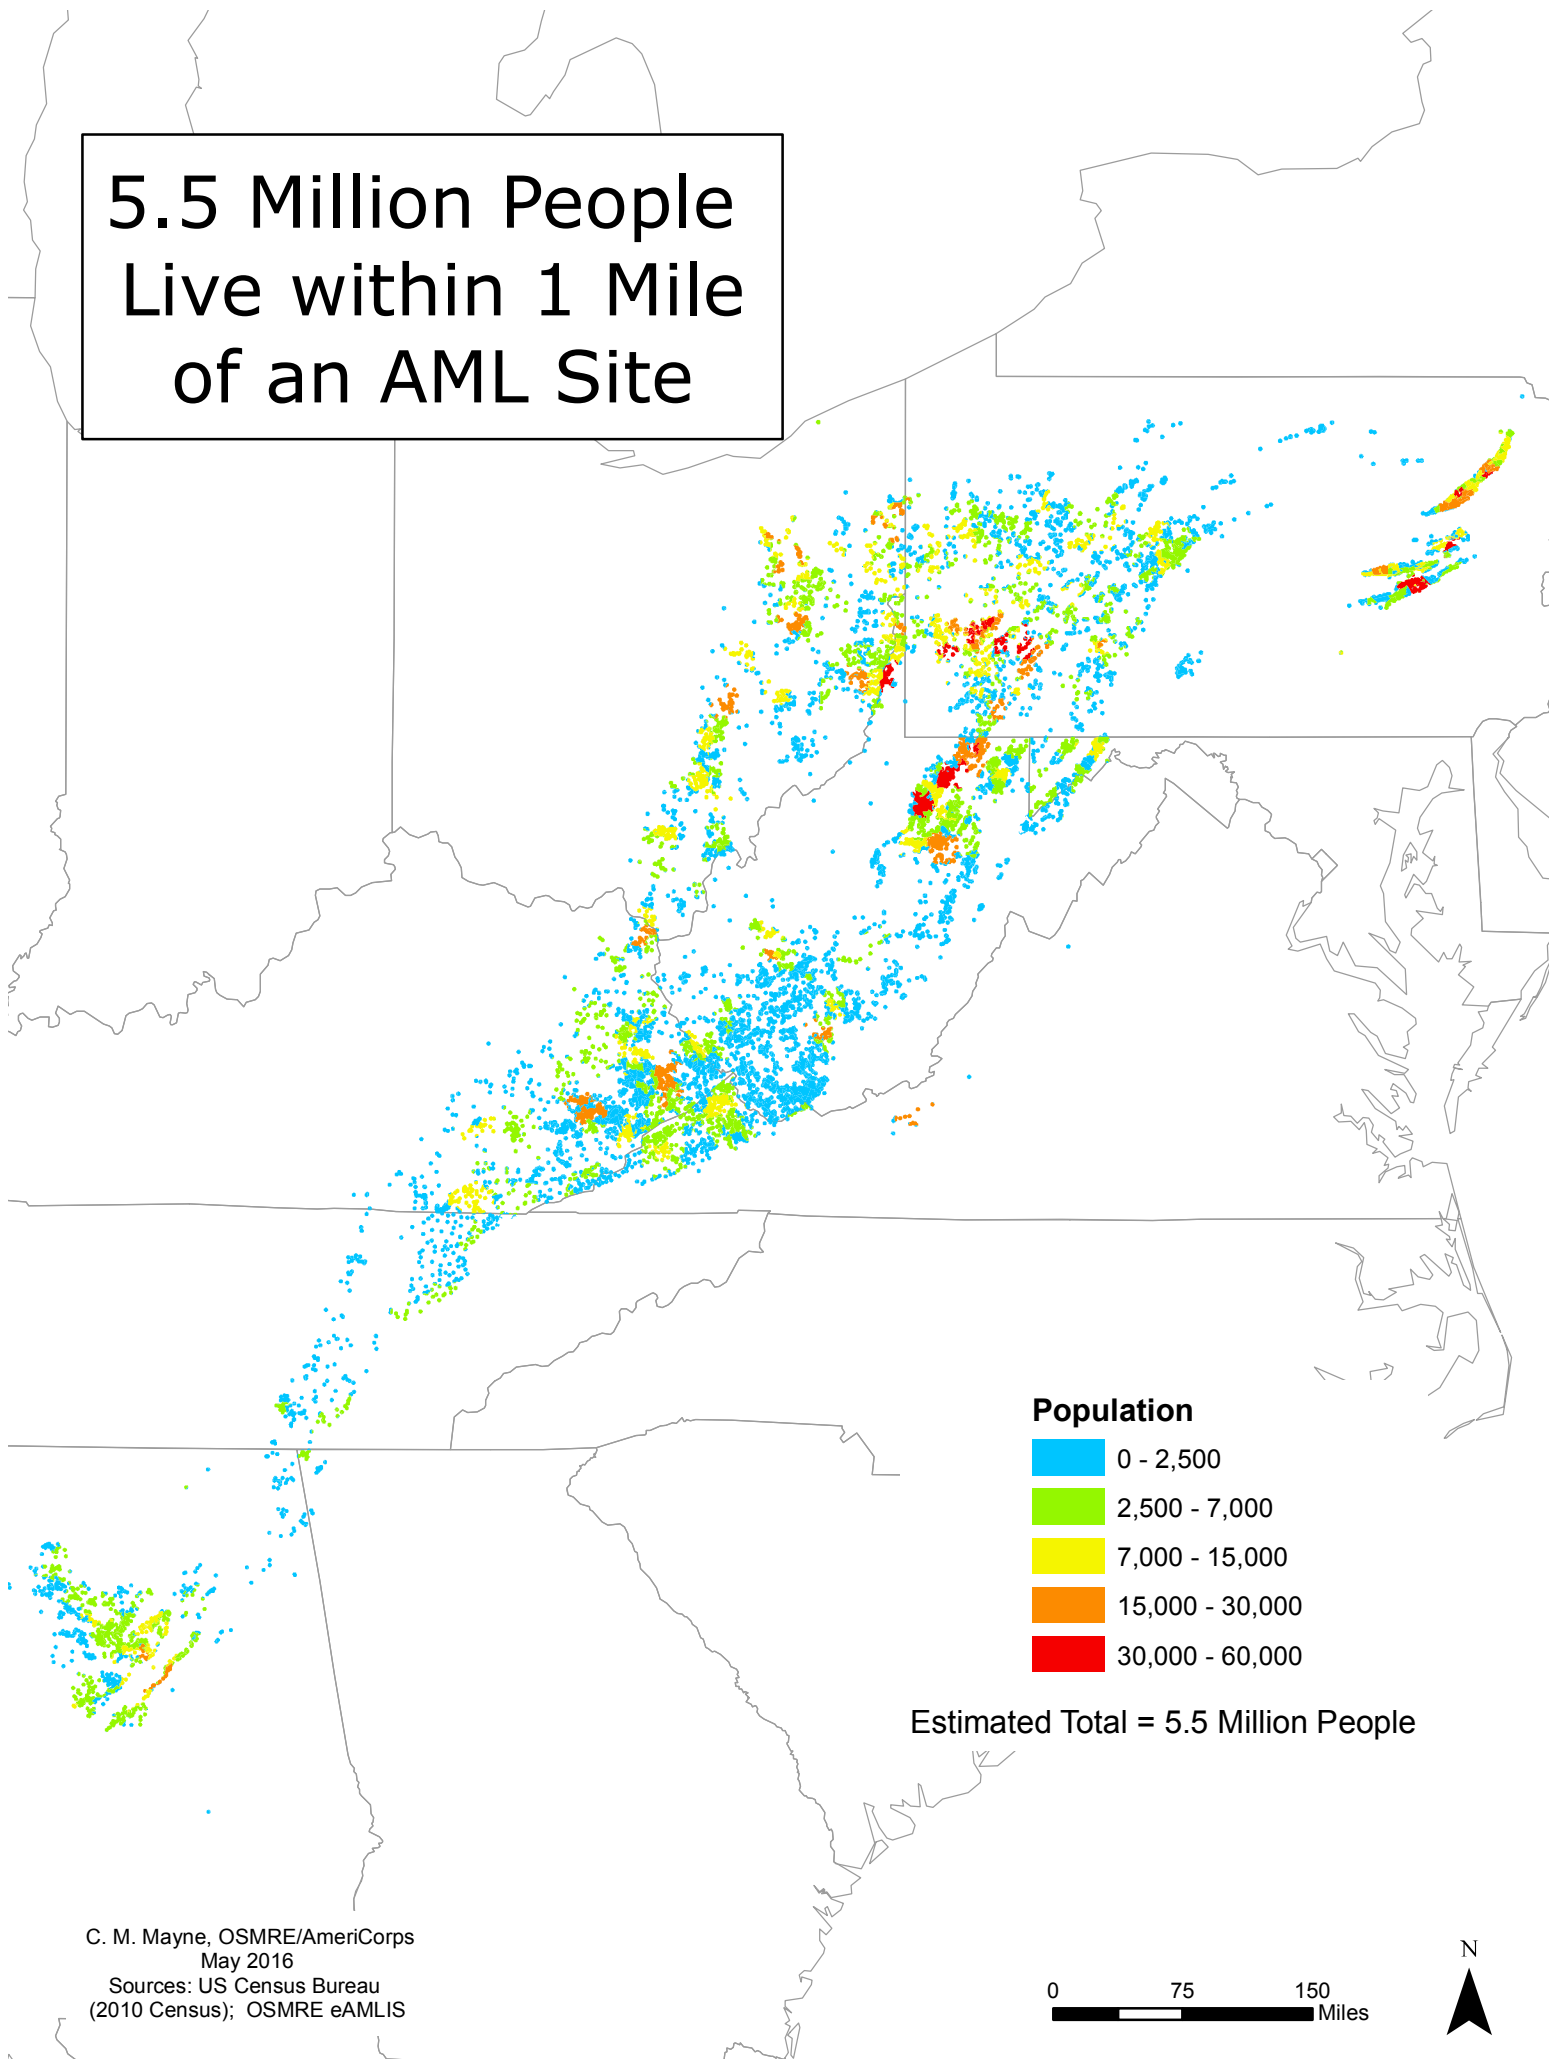 5.5 Million People
Live within 1 Mile
of an AML Site
Population
0 - 2,500
2,500 - 7,000
7,000 - 15,000
15,000 - 30,000
30,000 - 60,000
Estimated Total = 5.5 Million People
C. M. Mayne, OSMRE/AmeriCorps
May 2016
Sources: US Census Bureau
(2010 Census); OSMRE eAMLIS
0 75 150
Miles
N